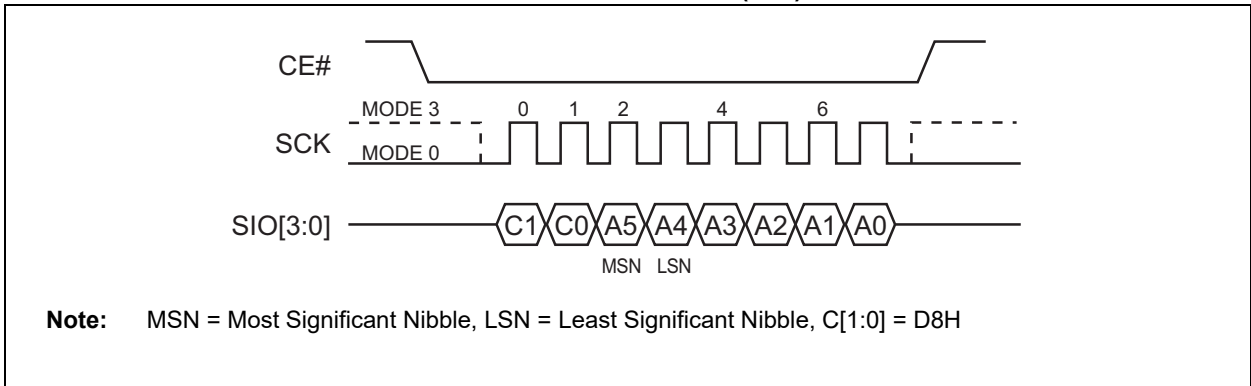 CE#
MODE 3 0 1 2 4 6
SCK
MODE 0
SIO[3:0] C1 C0 A5 A4 A3 A2 A1 A0
MSN LSN
Note: MSN = Most Significant Nibble, LSN = Least Significant Nibble, C[1:0] = D8H